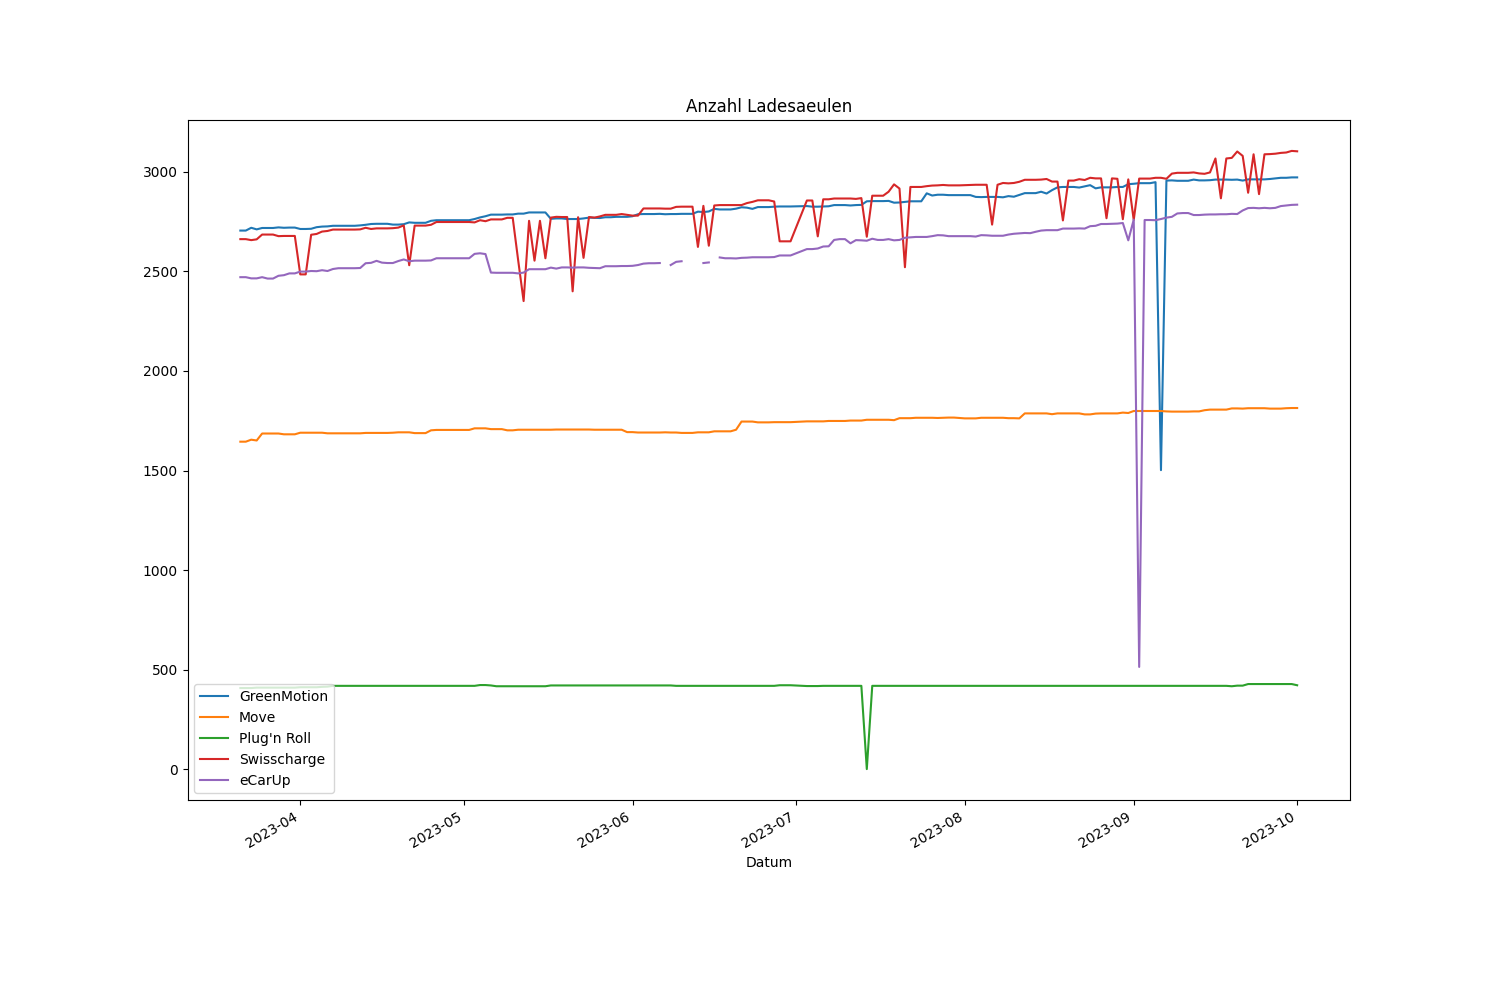 Anzahl Ladesaeulen
3000
2500
2000
1500
1000
500
0
GreenMotion
Move
Plug'n Roll
Swisscharge
eCarUp
2023-04
2023-05
2023-06
2023-07
2023-08
2023-09
2023-10
Datum